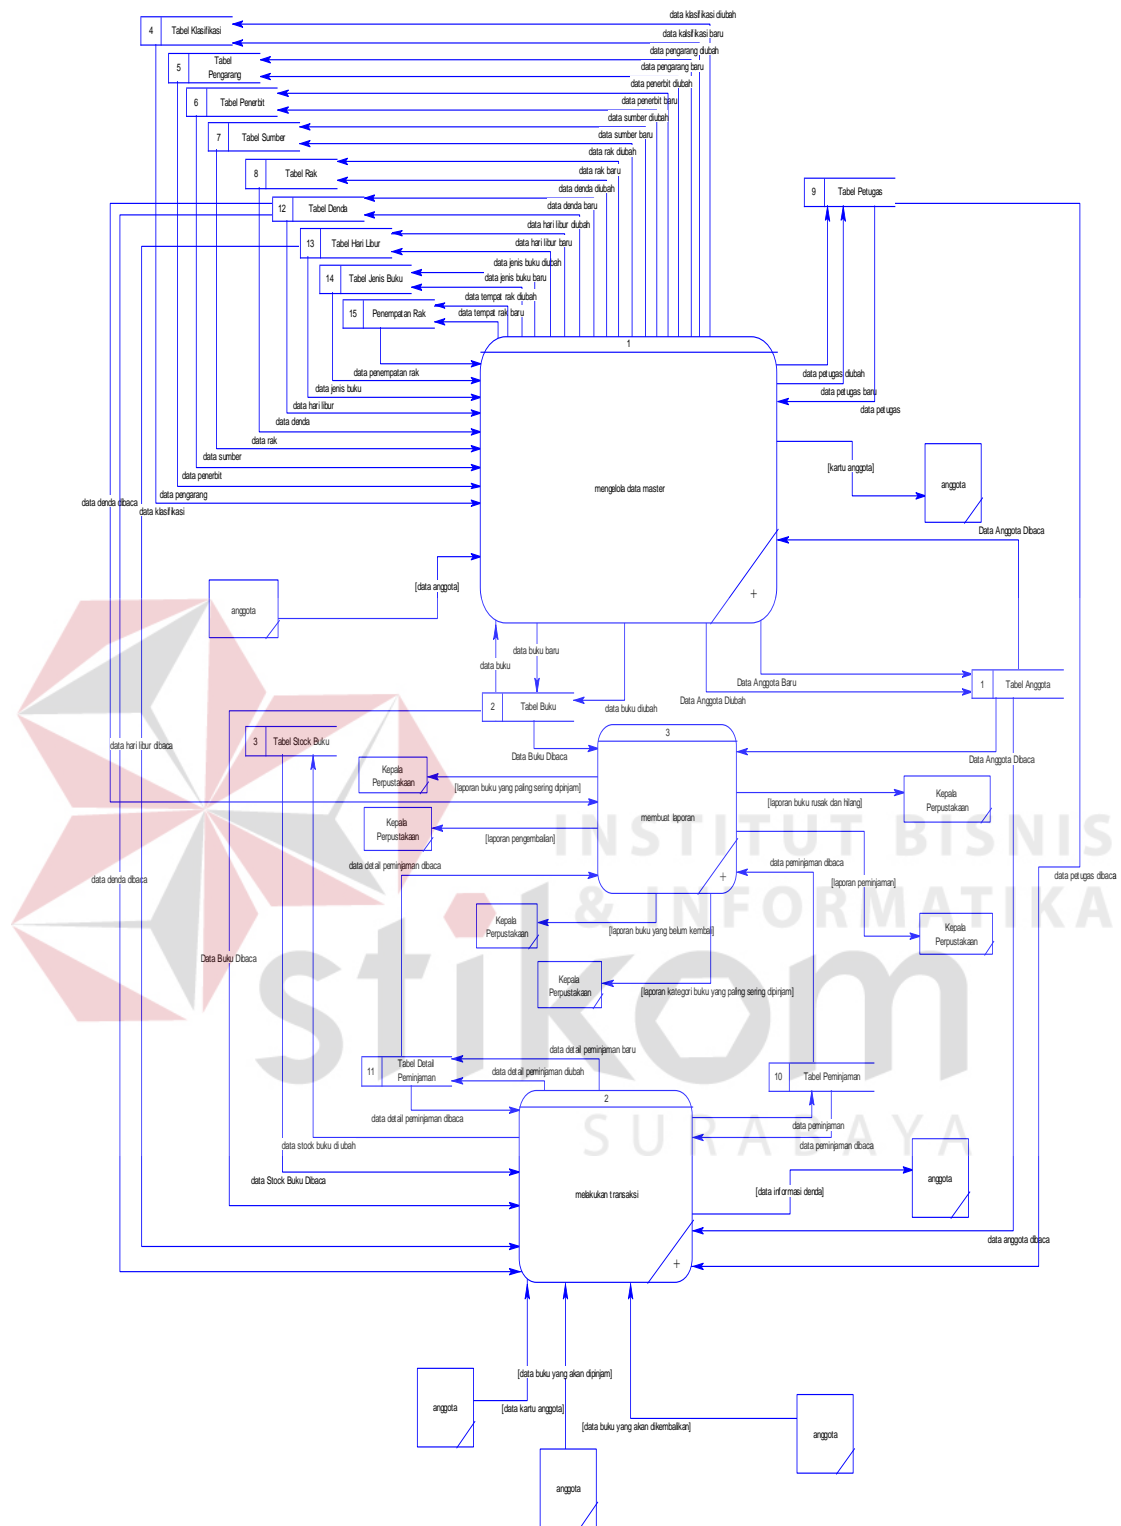 data klasifikasi diubah
4 Tabel Klasifikasi
data kalsifikasi baru
data pengarang diubah
5 Tabel
Pengarang
data pengarang baru
data penerbit diubah
6 Tabel Penerbit
data penerbit baru
data sumber diubah
7 Tabel Sumber
data sumber baru
data rak diubah
8 Tabel Rak
data rak baru
data denda diubah
9 Tabel Petugas
12 Tabel Denda
data denda baru
data hari libur diubah
13 Tabel Hari Libur
data hari libur baru
data jenis buku diubah
14 Tabel Jenis Buku
data jenis buku baru
data tempat rak diubah
15 Penempatan Rak
data tempat rak baru
1
data penempatan rak
data petugas diubah
data jenis buku
data petugas baru
data hari libur
data petugas
data denda
data rak
data sumber
[kartu anggota]
data penerbit
anggota
mengelola data master
data pengarang
data denda dibaca
data klasifikasi
Data Anggota Dibaca
[data anggota]
anggota
+
data buku baru
data buku
Data Anggota Baru
1 Tabel Anggota
Data Anggota Diubah
2 Tabel Buku
data buku diubah
3
3 Tabel Stock Buku
data hari libur dibaca
Data Buku Dibaca
Data Anggota Dibaca
Kepala
Perpustakaan
[laporan buku yang paling sering dipinjam]
Kepala
Perpustakaan
[laporan buku rusak dan hilang]
membuat laporan
INSTITUT BISNIS
Kepala
Perpustakaan
[laporan pengembalian]
data detail peminjaman dibaca
data peminjaman dibaca
data denda dibaca
+
[laporan peminjaman]
data petugas dibaca
& INFORMATIKA
Kepala
Perpustakaan
[laporan buku yang belum kembali]
Kepala
Perpustakaan
Data Buku Dibaca
stikom
Kepala
Perpustakaan
[laporan kategori buku yang paling sering dipinjam]
data detail peminjaman baru
11 Tabel Detail
Peminjaman
data detail peminjaman diubah
10 Tabel Peminjaman
2
data detail peminjaman dibaca
data peminjaman
SURABAYA
data stock buku di ubah
data peminjaman dibaca
data Stock Buku Dibaca
anggota
[data informasi denda]
melakukan transaksi
data anggota dibaca
+
[data buku yang akan dipinjam]
anggota
[data kartu anggota]
[data buku yang akan dikembalikan]
anggota
anggota